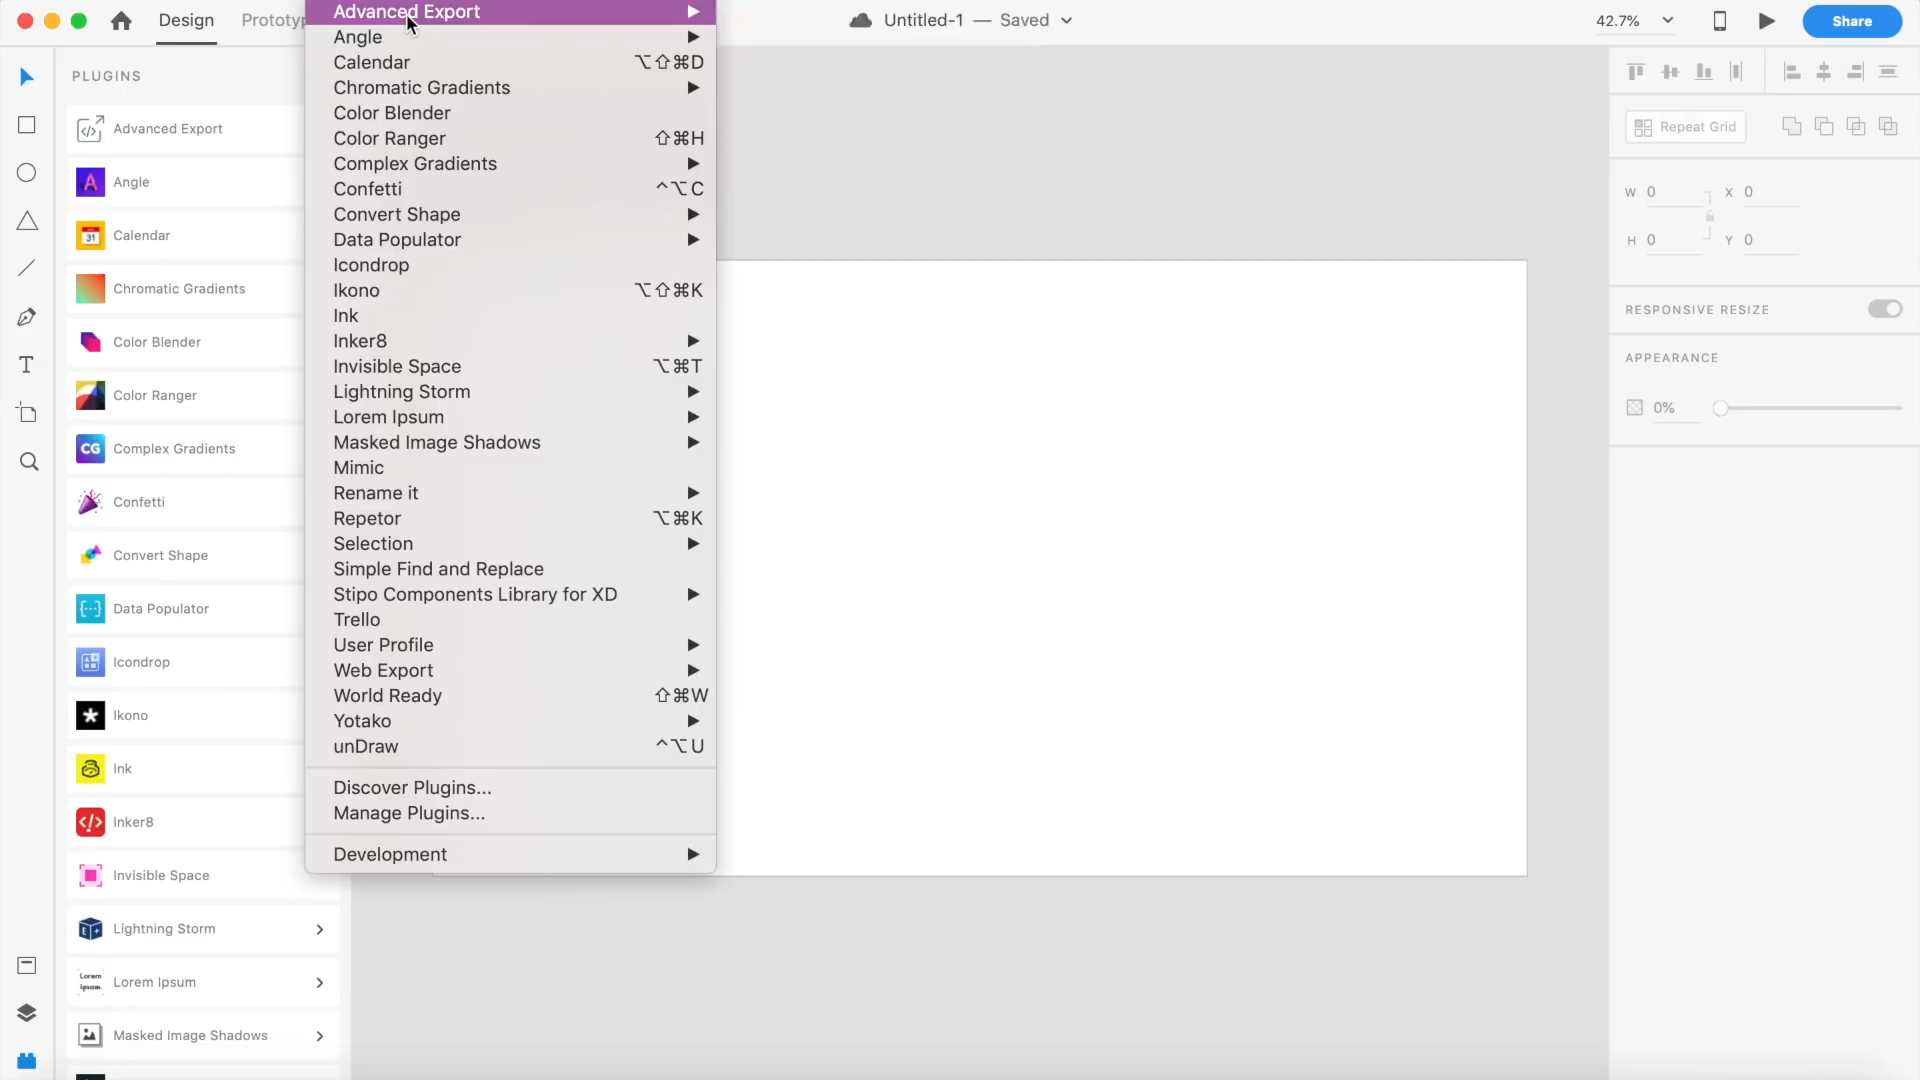 Design
Prototyp
Untitled-1 — Saved
42.7%
Share
PLUGINS
Advanced Export
Angle
Calendar
Chromatic Gradients
Color Blender
Color Ranger
CG Complex Gradients
Confetti
Convert Shape
Data Populator
Icondrop
Ikono
Ink
Inker8
Invisible Space
Lightning Storm
Lorem Ipsum
Masked Image Shadows
Advanced Export
Angle
Calendar ⌥⇧⌘D
Chromatic Gradients
Color Blender
Color Ranger ⇧⌘H
Complex Gradients
Confetti ^⌥C
Convert Shape
Data Populator
Icondrop
Ikono ⌥⇧⌘K
Ink
Inker8
Invisible Space ⌥⌘T
Lightning Storm
Lorem Ipsum
Masked Image Shadows
Mimic
Rename it
Repetor ⌥⌘K
Selection
Simple Find and Replace
Stipo Components Library for XD
Trello
User Profile
Web Export
World Ready ⇧⌘W
Yotako
unDraw ^⌥U
Discover Plugins...
Manage Plugins...
Development
Repeat Grid
W 0 X 0
H 0 Y 0
RESPONSIVE RESIZE
APPEARANCE
0%